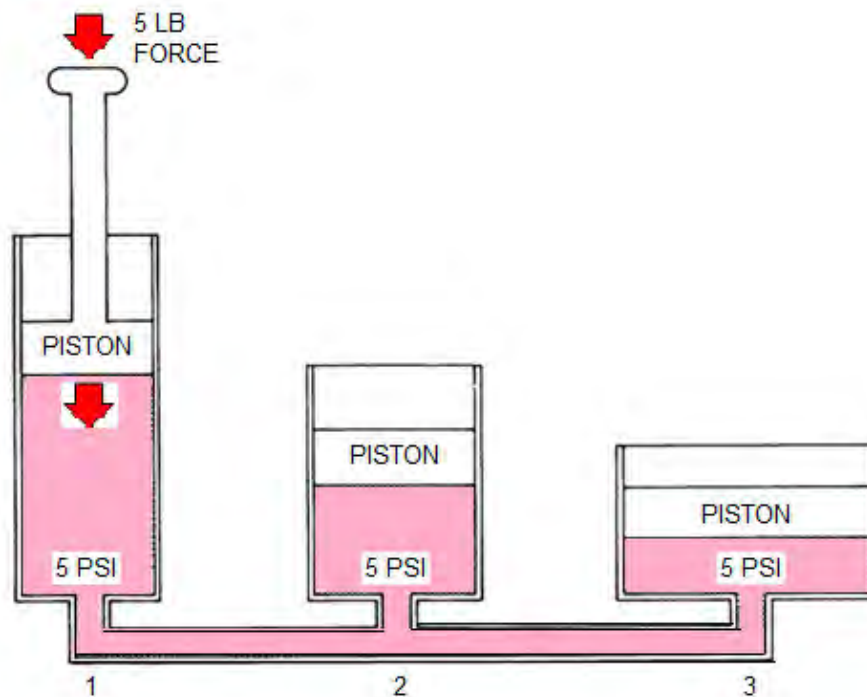 5 LB
FORCE
PISTON
PISTON
PISTON
5 PSI
5 PSI
5 PSI
1
2
3